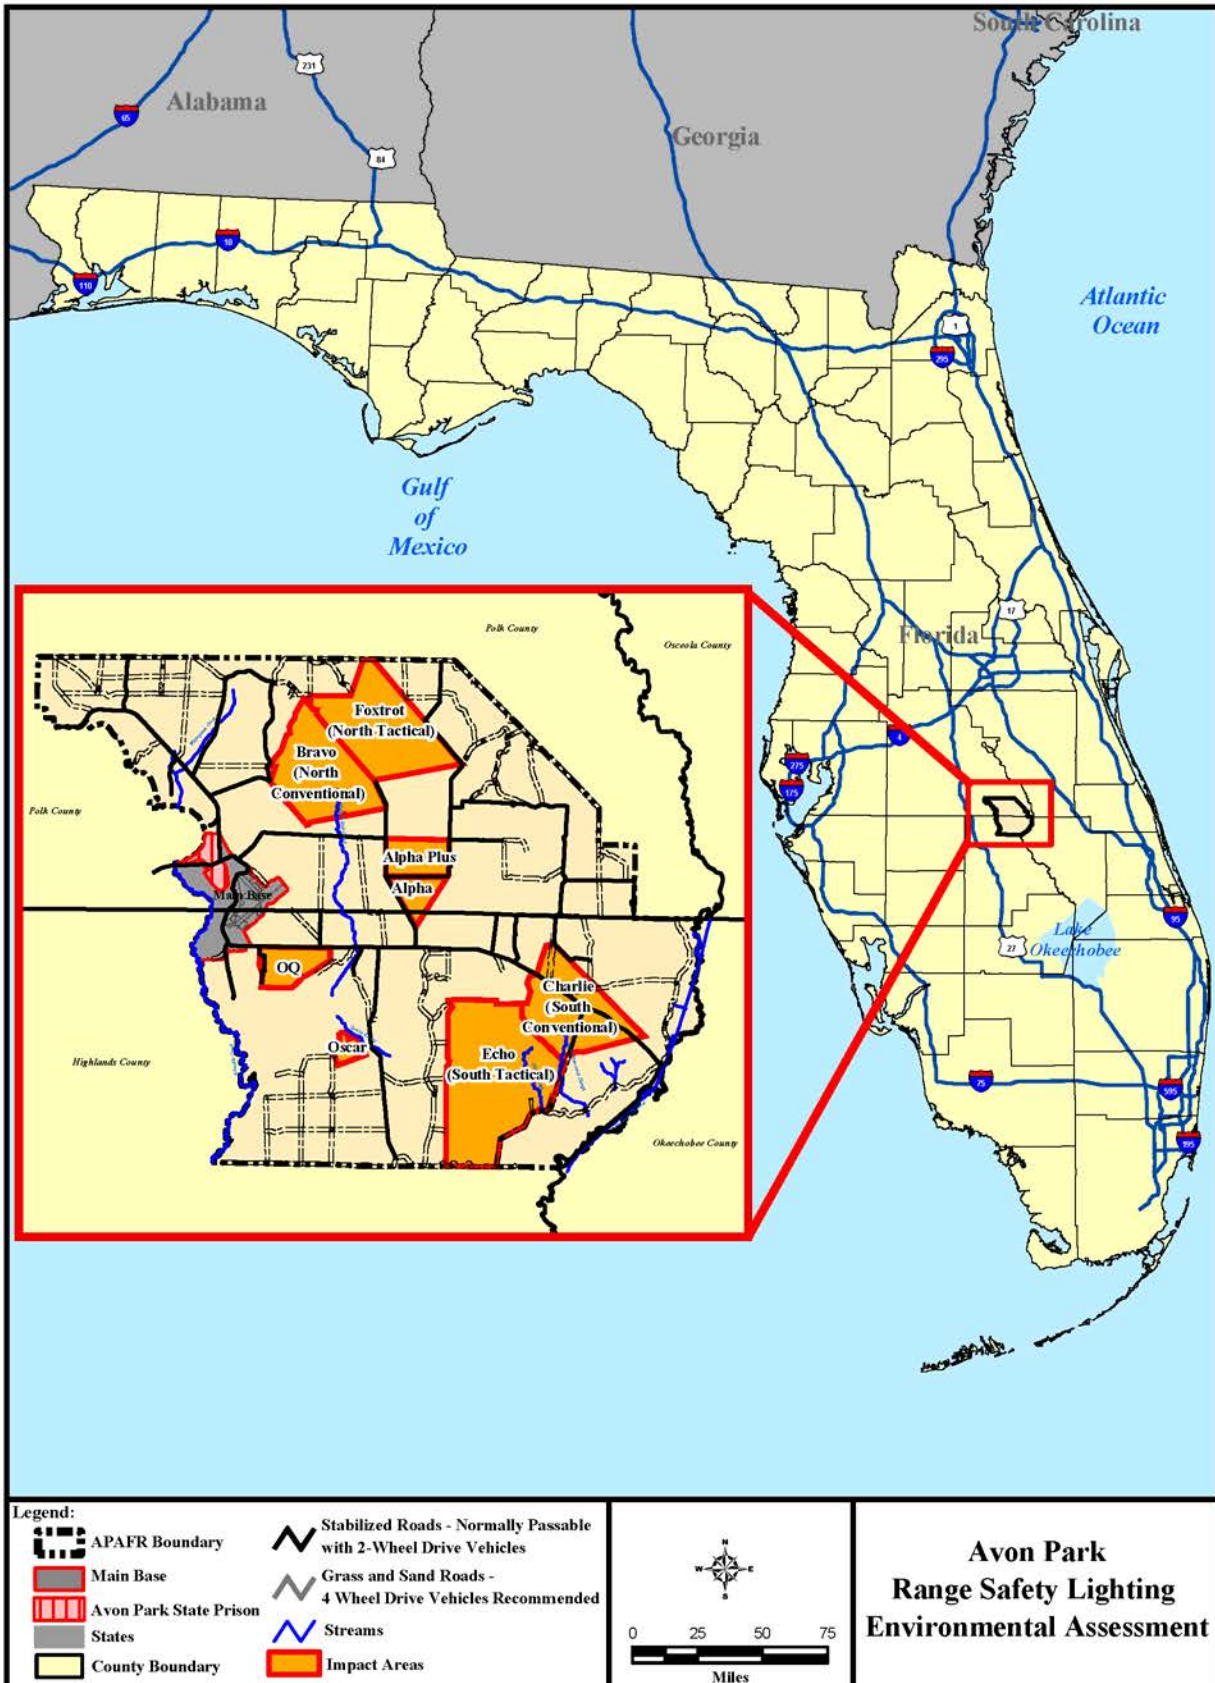 South Carolina
231
Alabama
65
Georgia
84
10
110
Atlantic
Ocean
1
295
Gulf
of
Mexico
17
Florida
4
275
175
95
Lake
Okeechobee
27
75
595
195
Polk County
Osceola County
Foxtrot
(North Tactical)
Bravo
(North
Conventional)
Polk County
Alpha Plus
Alpha
Main Base
OQ
Charlie
(South
Conventional)
Oscar
Echo
(South Tactical)
Highlands County
Okeechobee County
Legend:
APAFR Boundary
Main Base
Avon Park State Prison
States
County Boundary
Stabilized Roads - Normally Passable
with 2-Wheel Drive Vehicles
Grass and Sand Roads -
4 Wheel Drive Vehicles Recommended
Streams
Impact Areas
N
W E
S
0 25 50 75
Miles
Avon Park
Range Safety Lighting
Environmental Assessment